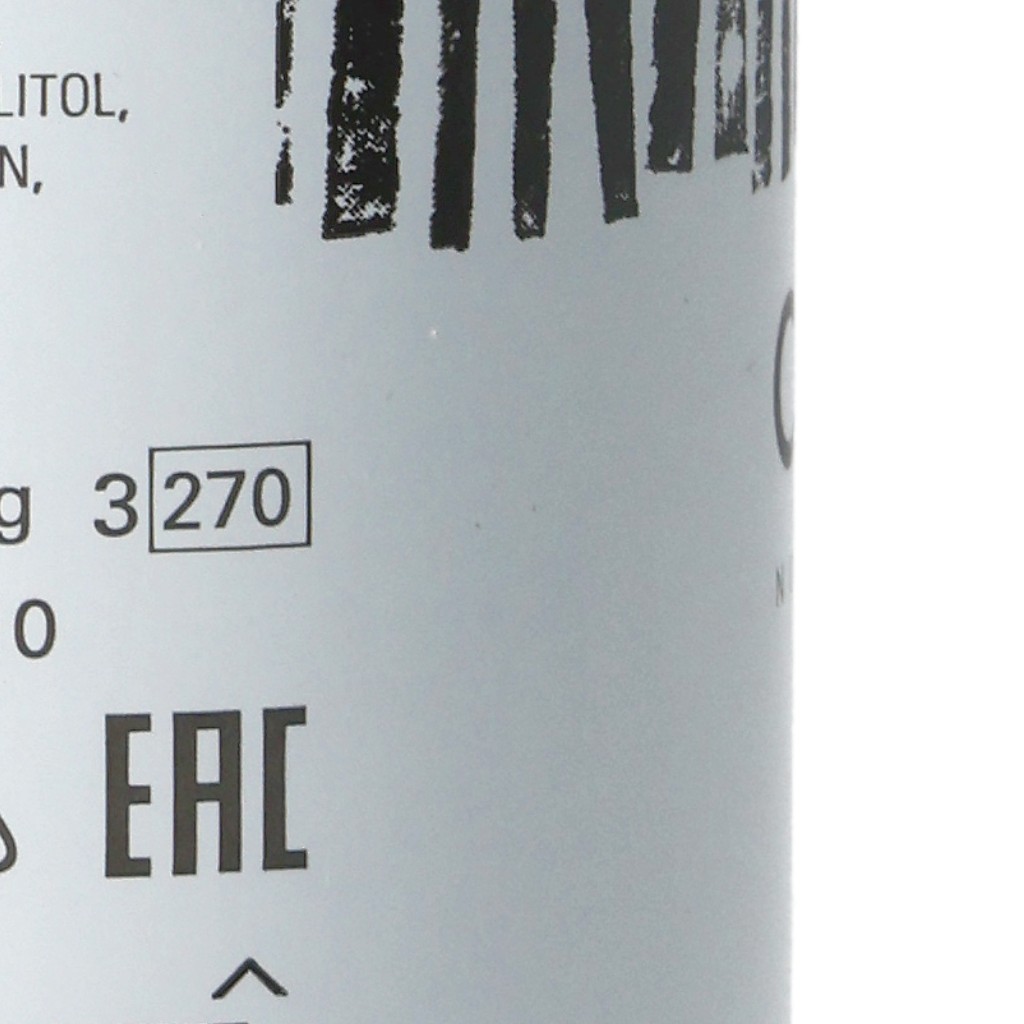 LITOL,
N,
g 3 270
0
EAC